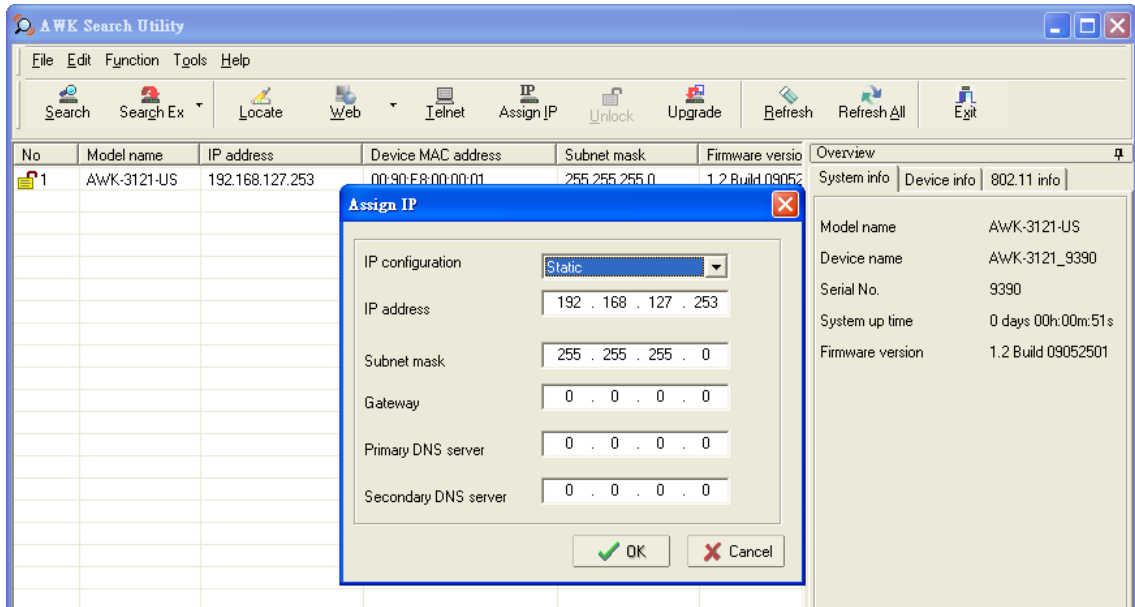 AWK Search Utility
File Edit Function Tools Help
Search Search Ex Locate Web Telnet Assign IP Unlock Upgrade Refresh Refresh All Exit
No Model name IP address Device MAC address Subnet mask Firmware versio
1 AWK-3121-US 192.168.127.253 00:90:E8:00:00:01 255.255.255.0 1.2 Build 09052
Overview
System info Device info 802.11 info
Model name AWK-3121-US
Device name AWK-3121_9390
Serial No. 9390
System up time 0 days 00h:00m:51s
Firmware version 1.2 Build 09052501
Assign IP
IP configuration Static
IP address 192 . 168 . 127 . 253
Subnet mask 255 . 255 . 255 . 0
Gateway 0 . 0 . 0 . 0
Primary DNS server 0 . 0 . 0 . 0
Secondary DNS server 0 . 0 . 0 . 0
OK Cancel